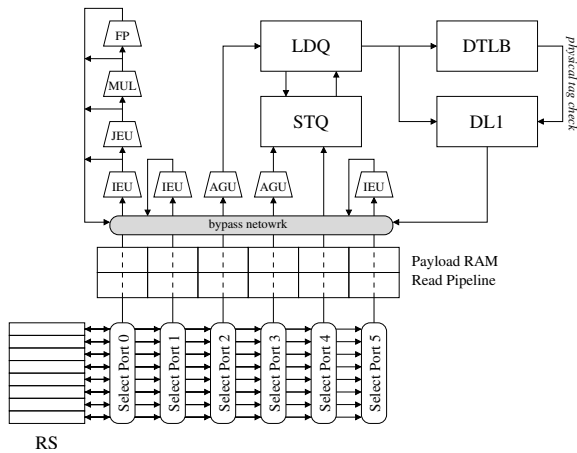 FP
LDQ
DTLB
physical tag check
MUL
JEU
STQ
DL1
IEU
IEU
AGU
AGU
IEU
bypass netowrk
Payload RAM
Read Pipeline
Select Port 0
Select Port 1
Select Port 2
Select Port 3
Select Port 4
Select Port 5
RS